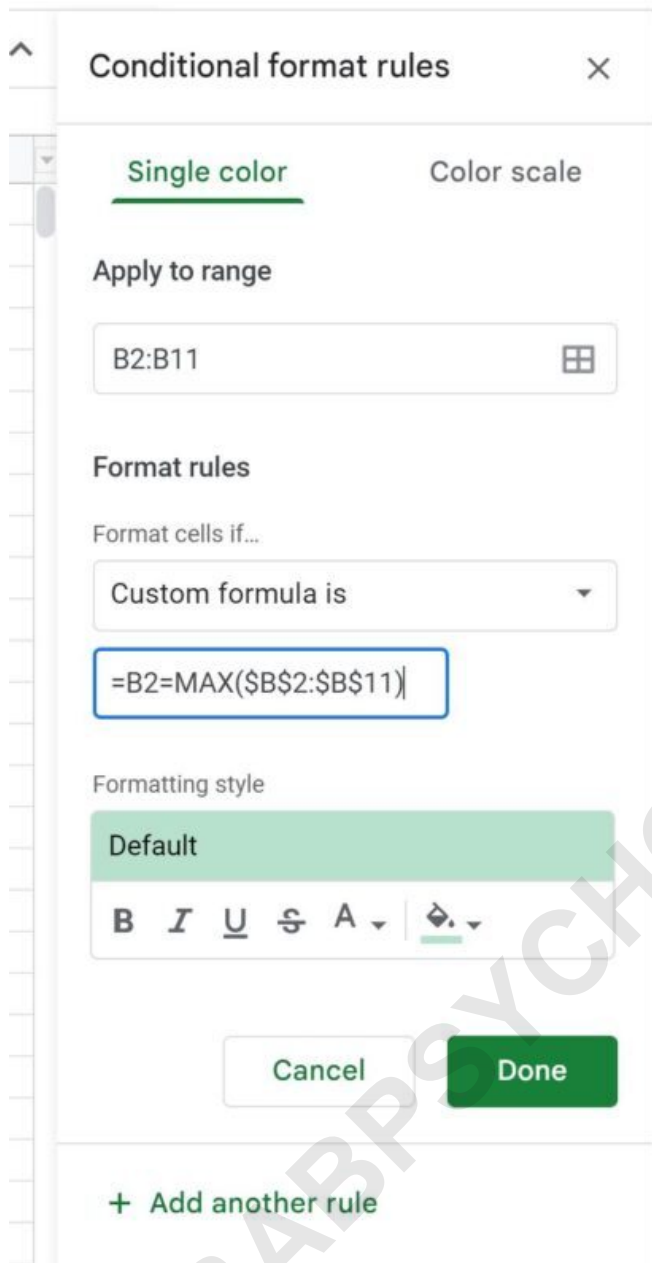 Conditional format rules
Single color Color scale
Apply to range
B2:B11
Format rules
Format cells if…
Custom formula is
=B2=MAX($B$2:$B$11)
Formatting style
Default
B I U S A
Cancel Done
+ Add another rule